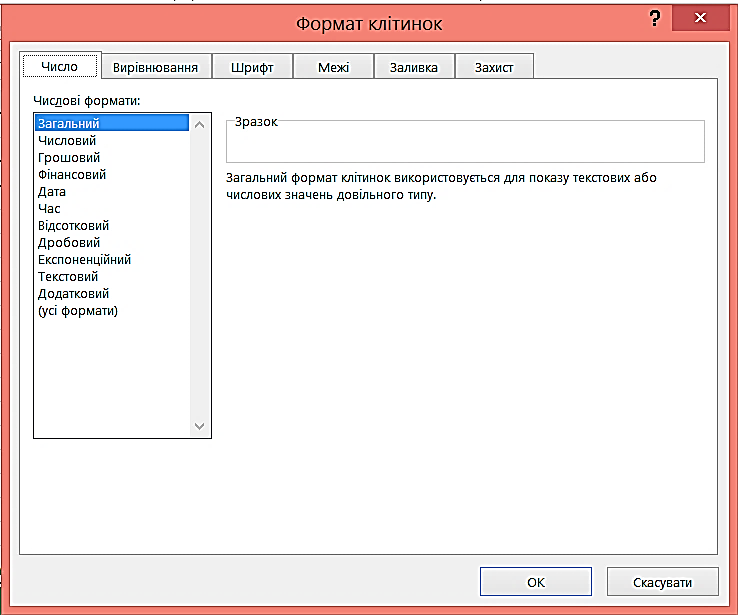 Формат клітинок
?
Число
Вирівнювання
Шрифт
Межі
Заливка
Захист
Числові формати:
Загальний
Числовий
Грошовий
Фінансовий
Дата
Час
Відсотковий
Дробовий
Експоненційний
Текстовий
Додатковий
(усі формати)
Зразок
Загальний формат клітинок використовується для показу текстових або
числових значень довільного типу.
ОК
Скасувати